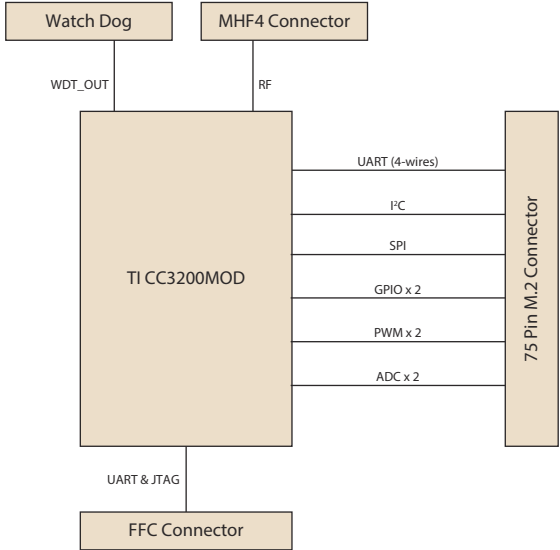 Watch Dog
MHF4 Connector
WDT_OUT
RF
UART (4-wires)
I²C
SPI
TI CC3200MOD
GPIO x 2
PWM x 2
ADC x 2
75 Pin M.2 Connector
UART & JTAG
FFC Connector